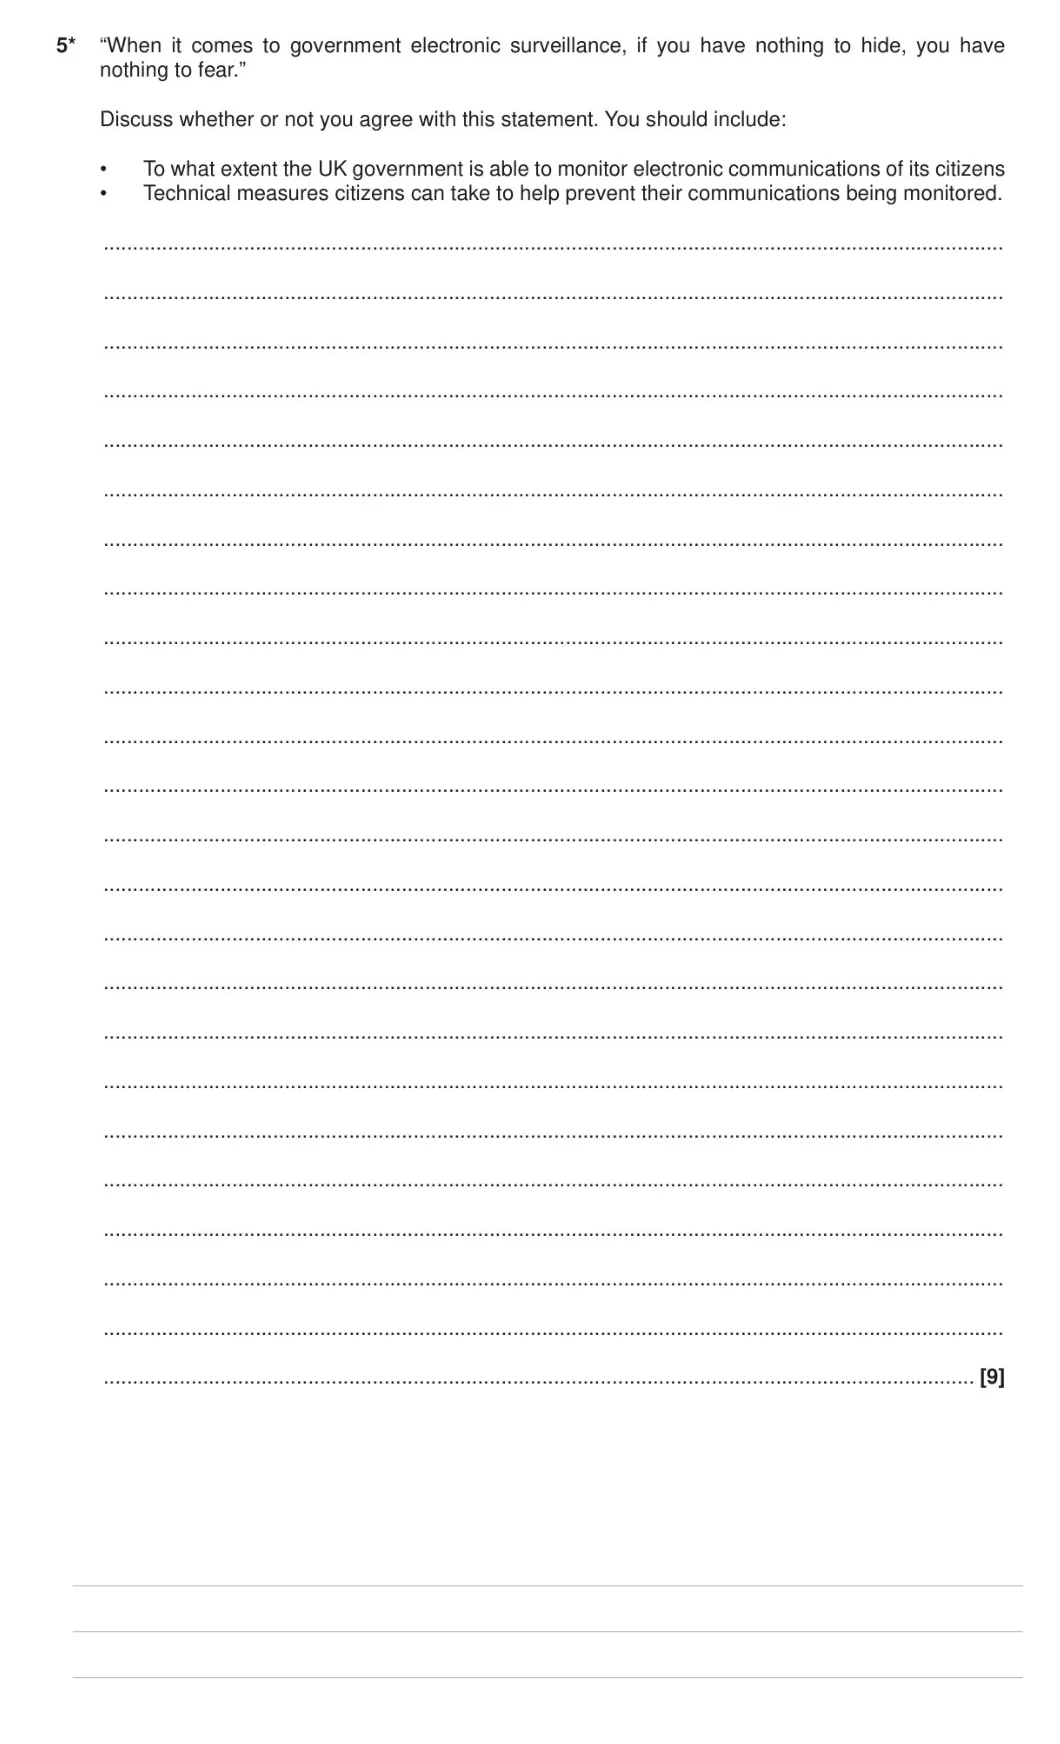 5* “When it comes to government electronic surveillance, if you have nothing to hide, you have
nothing to fear.”
Discuss whether or not you agree with this statement. You should include:
• To what extent the UK government is able to monitor electronic communications of its citizens
• Technical measures citizens can take to help prevent their communications being monitored.
[9]